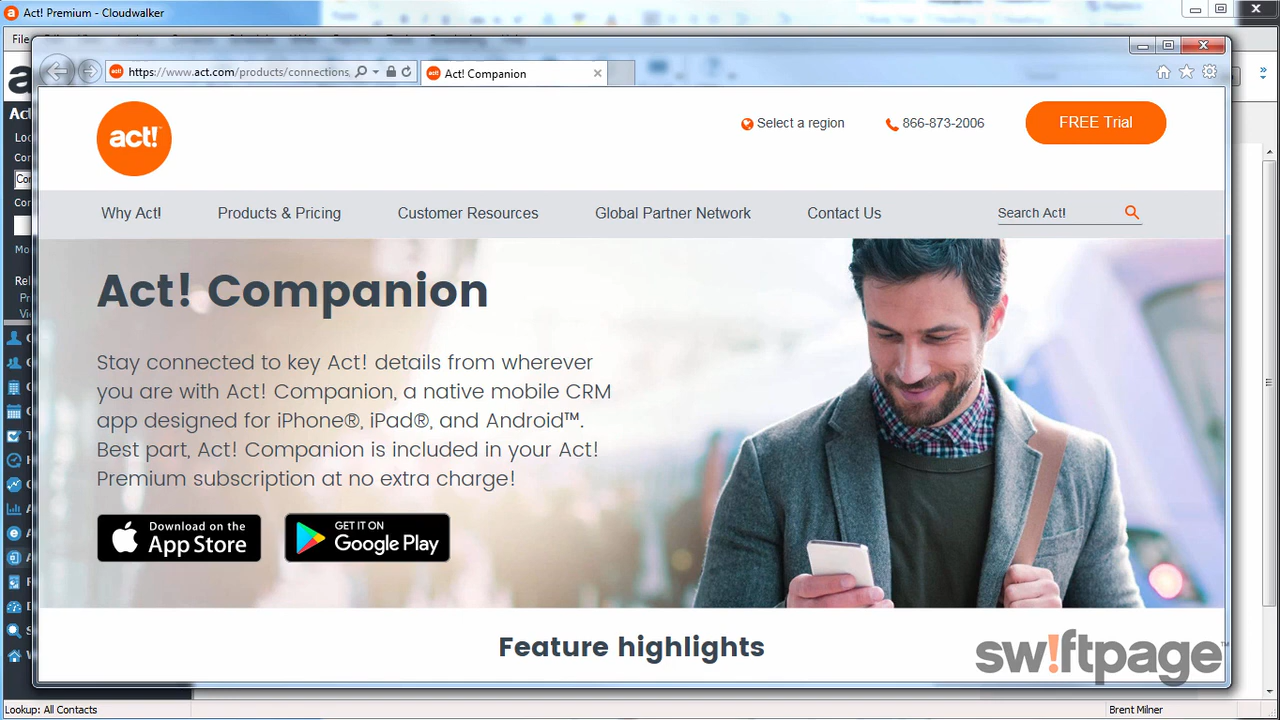 Act! Premium - Cloudwalker
File
https://www.act.com/products/connections,
Act! Companion
act!
Select a region
866-873-2006
FREE Trial
Why Act!
Products & Pricing
Customer Resources
Global Partner Network
Contact Us
Search Act!
Act! Companion
Stay connected to key Act! details from wherever
you are with Act! Companion, a native mobile CRM
app designed for iPhone®, iPad®, and Android™.
Best part, Act! Companion is included in your Act!
Premium subscription at no extra charge!
Download on the
App Store
GET IT ON
Google Play
Feature highlights
sw!ftpage™
Lookup: All Contacts
Brent Milner